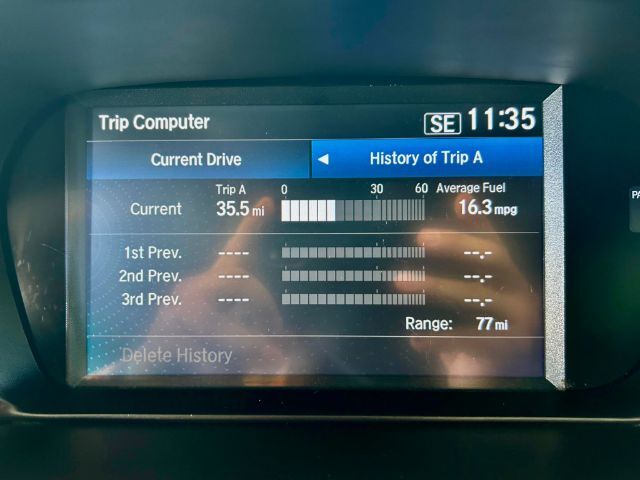 Trip Computer SE 11:35
Current Drive ◄ History of Trip A
Trip A 0 30 60 Average Fuel
Current 35.5 mi 16.3 mpg
1st Prev. ---- --.-
2nd Prev. ---- --.-
3rd Prev. ---- --.-
Range: 77 mi
Delete History